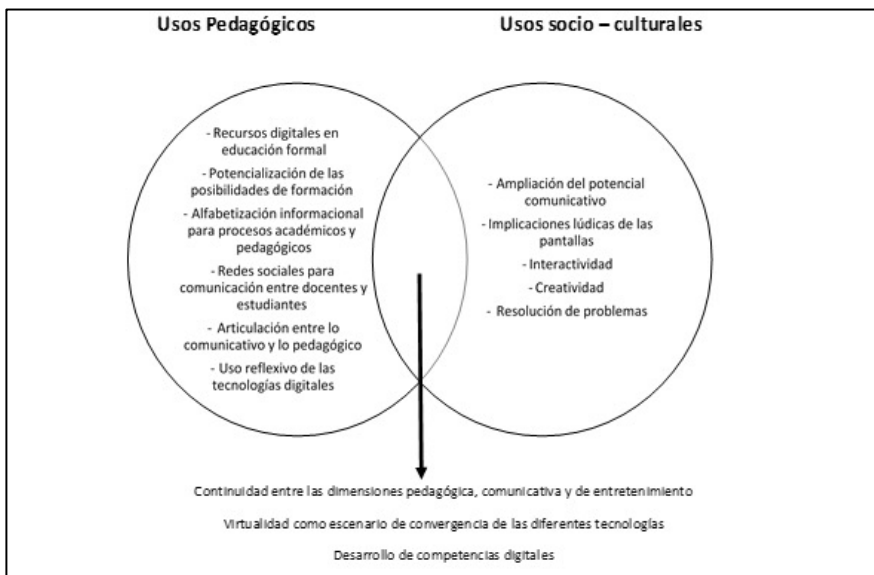 Usos Pedagógicos
Usos socio – culturales
- Recursos digitales en
educación formal
- Potencialización de las
posibilidades de formación
- Alfabetización informacional
para procesos académicos y
pedagógicos
- Redes sociales para
comunicación entre docentes y
estudiantes
- Articulación entre lo
comunicativo y lo pedagógico
- Uso reflexivo de las
tecnologías digitales
- Ampliación del potencial
comunicativo
- Implicaciones lúdicas de las
pantallas
- Interactividad
- Creatividad
- Resolución de problemas
Continuidad entre las dimensiones pedagógica, comunicativa y de entretenimiento
Virtualidad como escenario de convergencia de las diferentes tecnologías
Desarrollo de competencias digitales